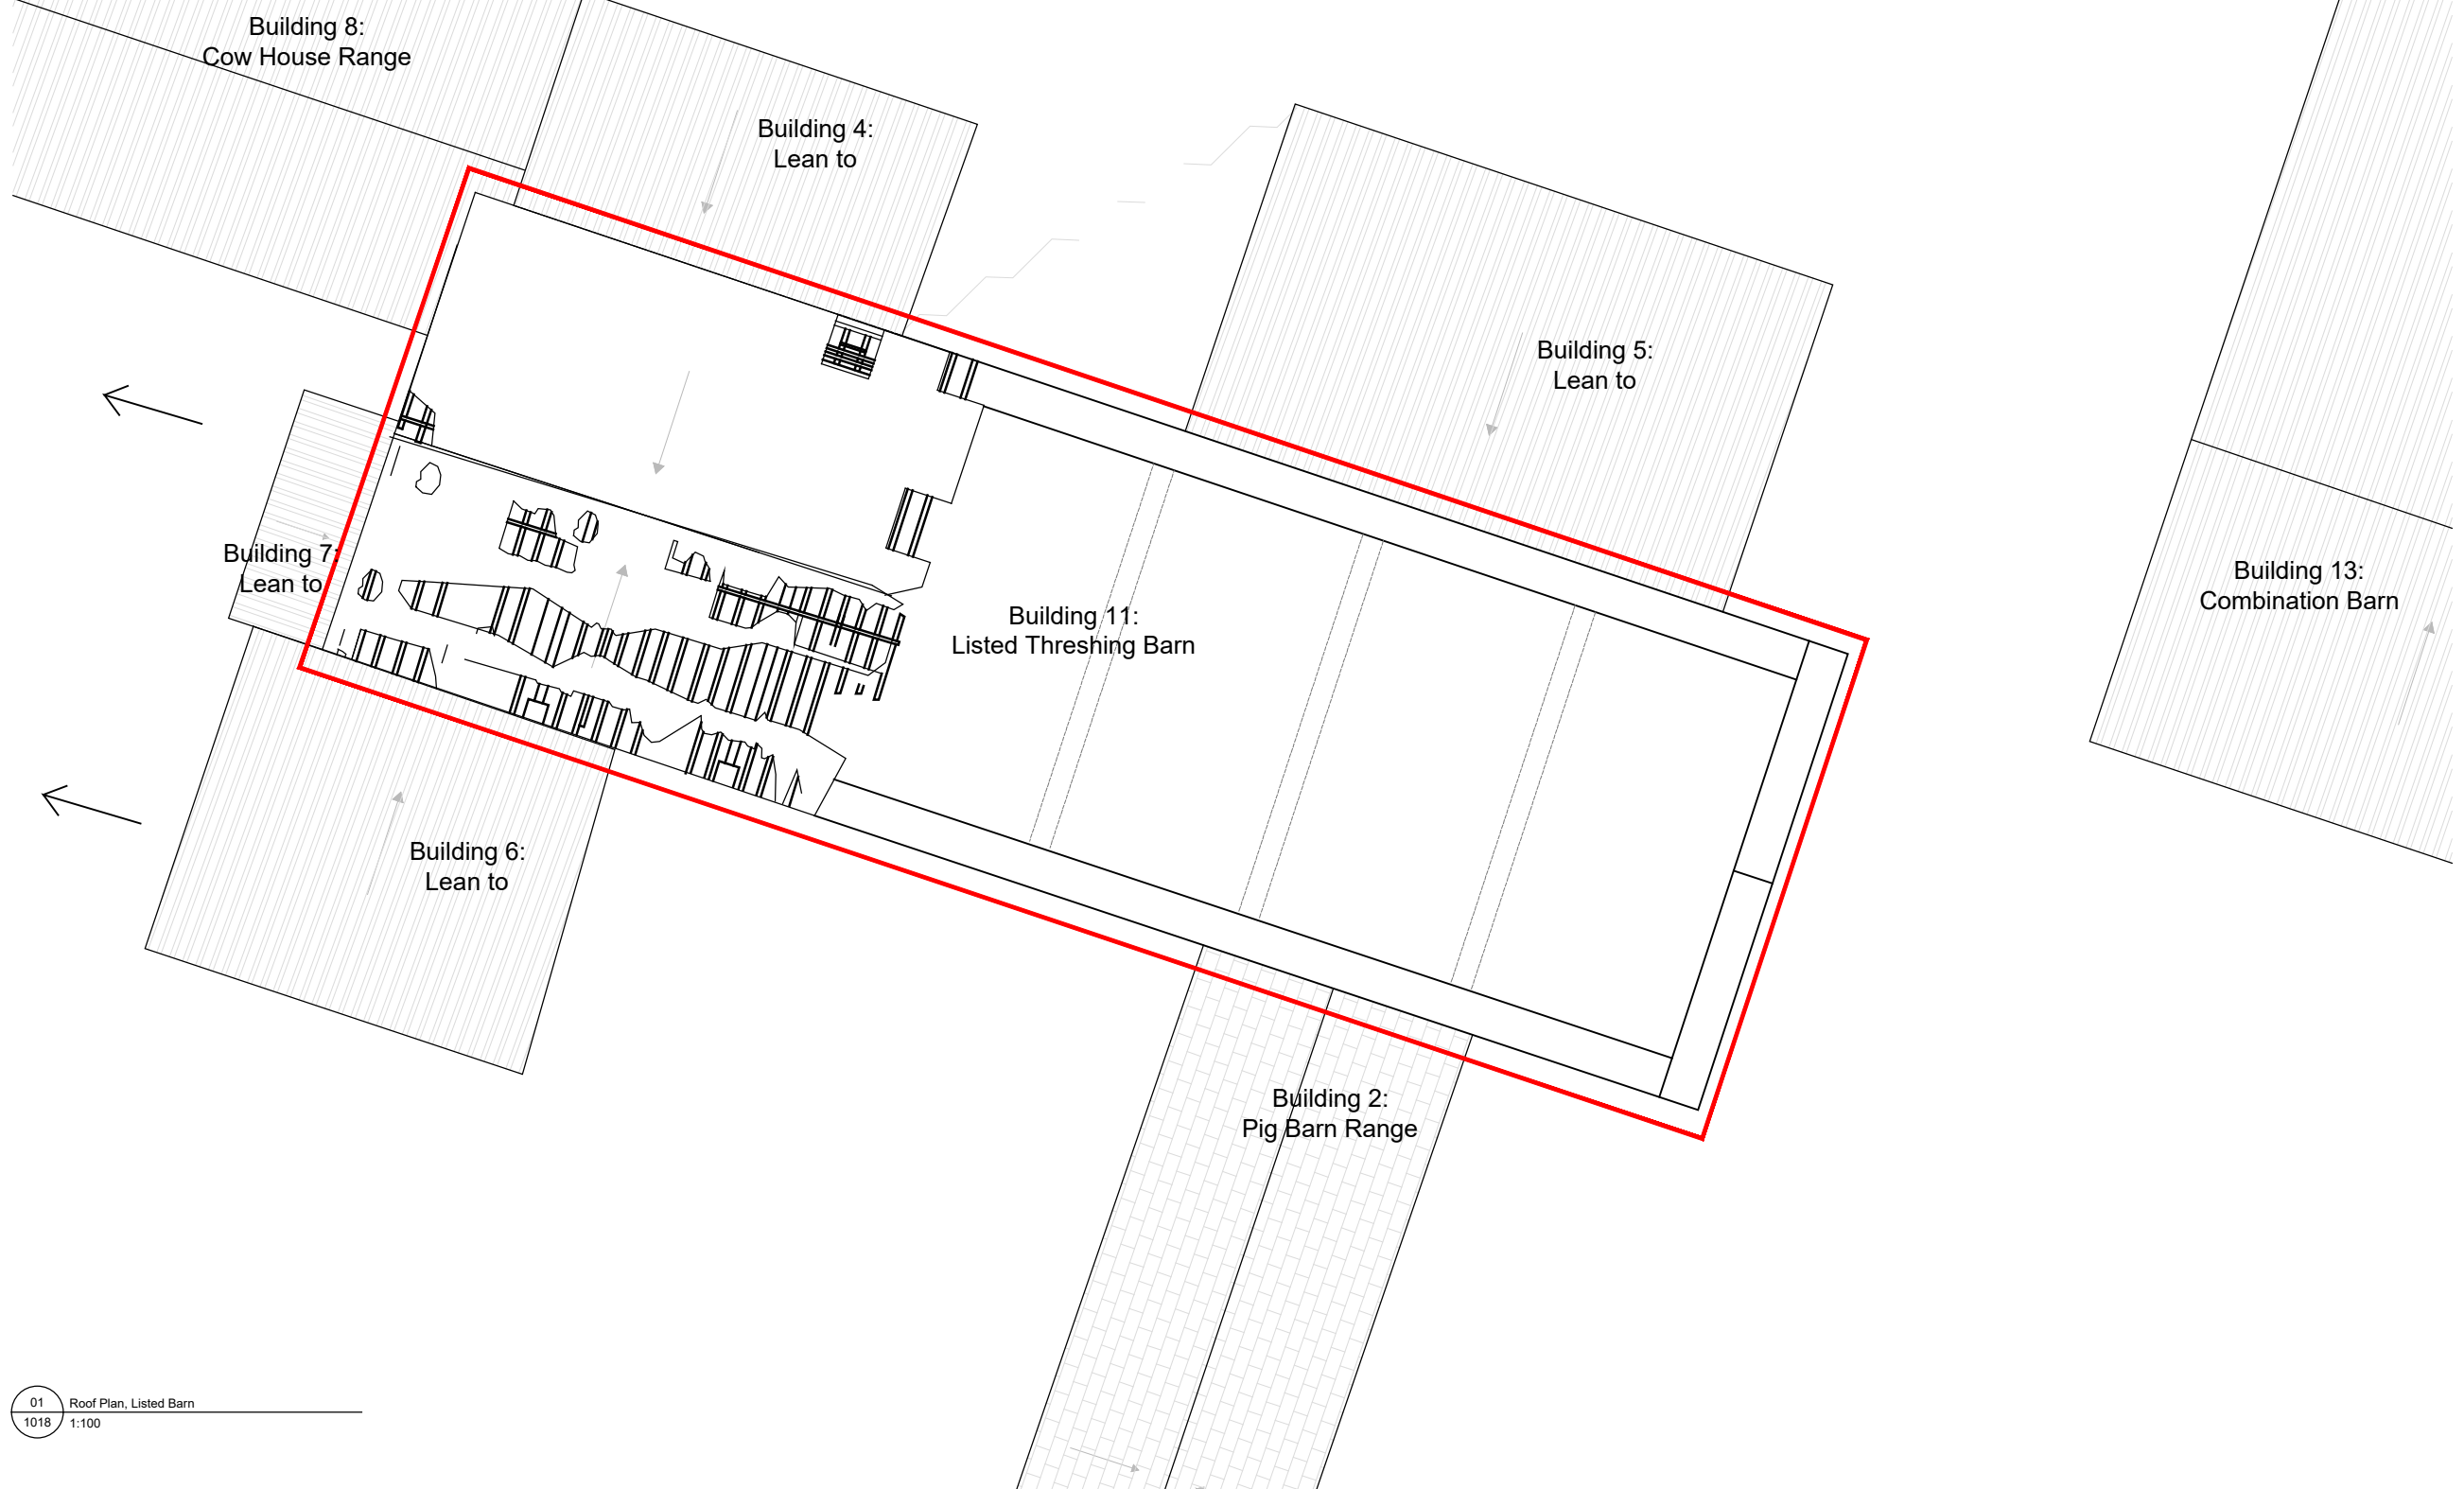 Building 8:
Cow House Range
Building 4:
Lean to
Building 5:
Lean to
Building 7:
Lean to
Building 11:
Listed Threshing Barn
Building 13:
Combination Barn
Building 6:
Lean to
Building 2:
Pig Barn Range
01
Roof Plan, Listed Barn
1018
1:100